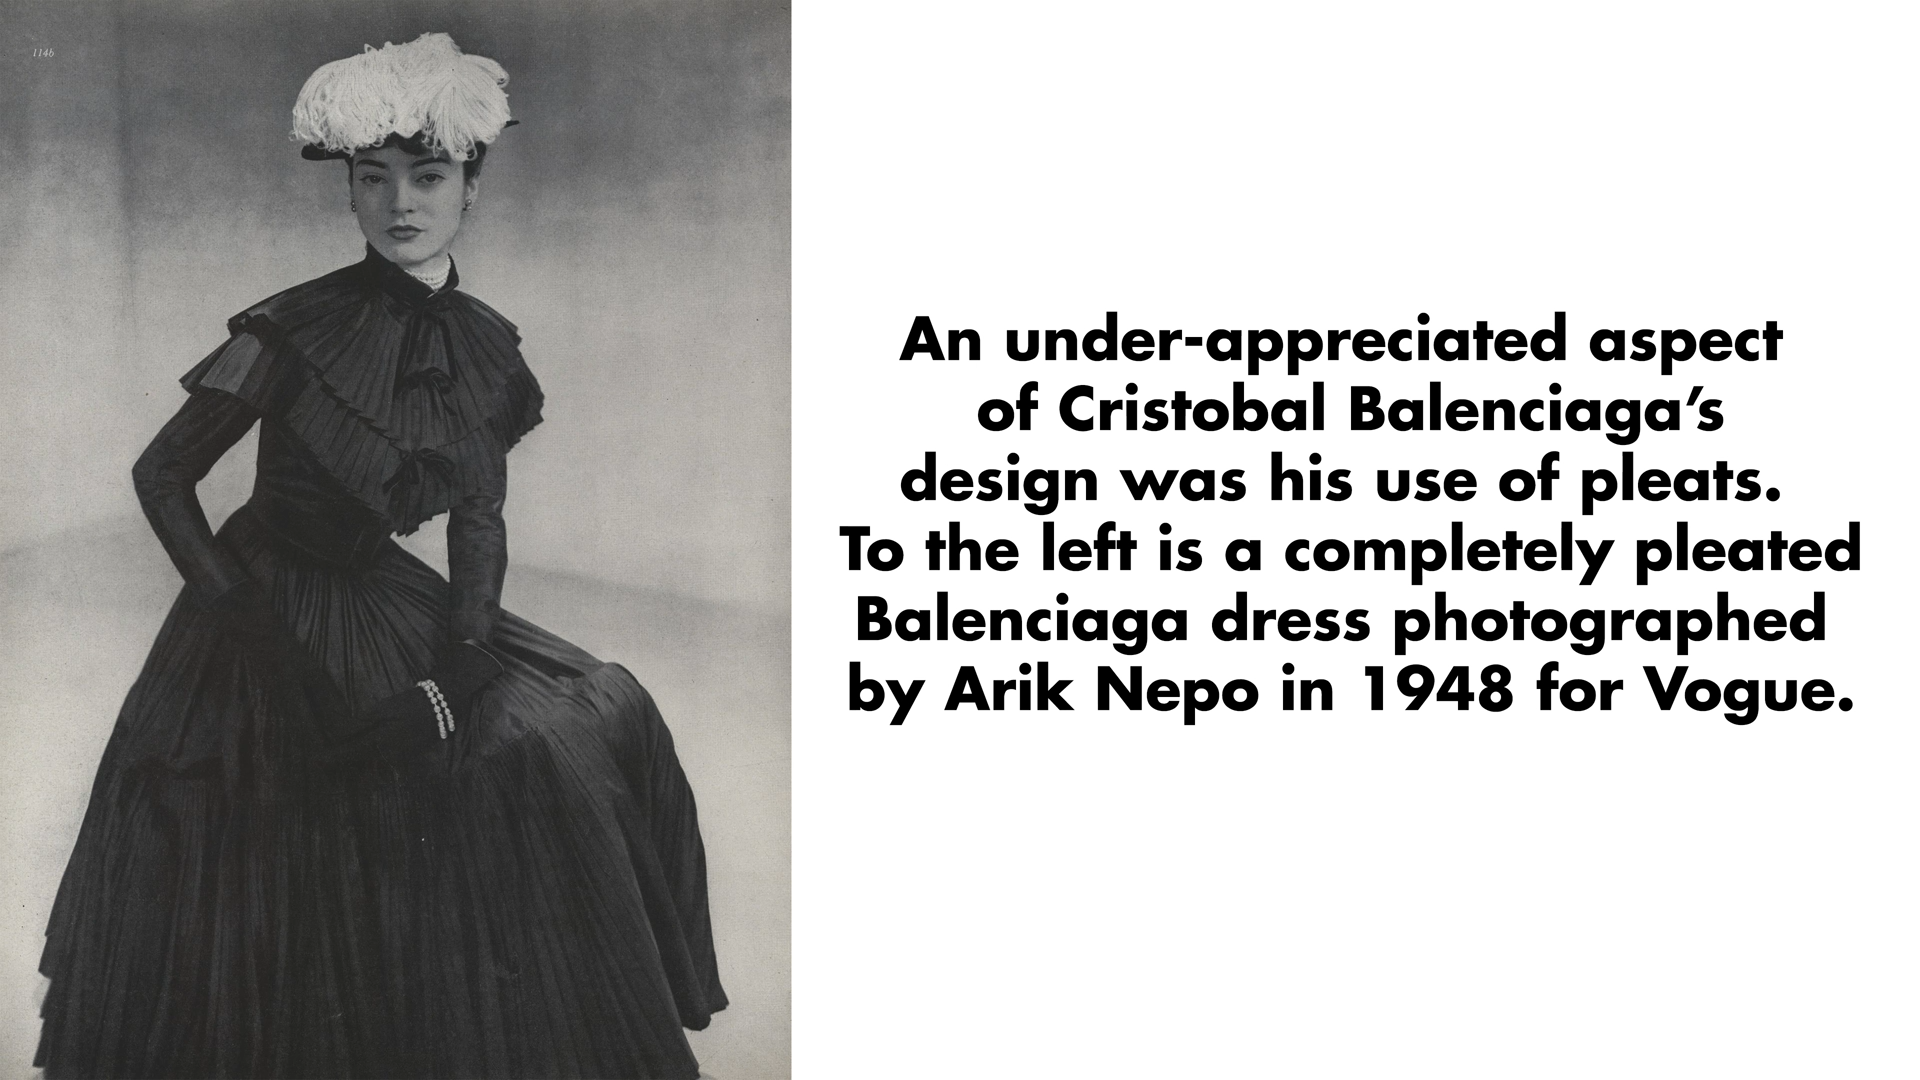 114b
An under-appreciated aspect
of Cristobal Balenciaga’s
design was his use of pleats.
To the left is a completely pleated
Balenciaga dress photographed
by Arik Nepo in 1948 for Vogue.